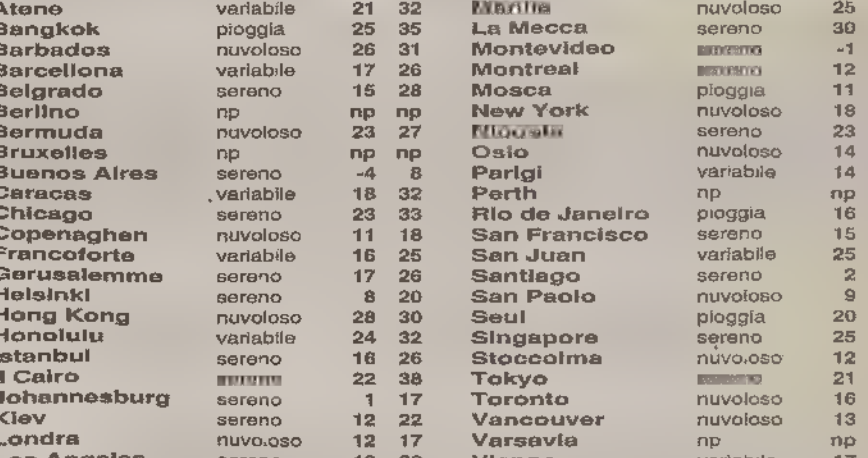 Atene variabile 21 32
Bangkok pioggia 25 35
Barbados nuvoloso 26 31
Barcellona variabile 17 26
Belgrado sereno 15 28
Berlino np np np
Bermuda nuvoloso 23 27
Bruxelles np np np
Buenos Aires sereno -4 8
Caracas variabile 18 32
Chicago sereno 23 33
Copenaghen nuvoloso 11 18
Francoforte variabile 16 25
Gerusalemme sereno 17 26
Helsinki sereno 8 20
Hong Kong nuvoloso 28 30
Honolulu variabile 24 32
stanbul sereno 16 26
l Cairo 22 38
Johannesburg sereno 1 17
Kiev sereno 12 22
Londra nuvoloso 12 17
nuvoloso 25
La Mecca sereno 30
Montevideo -1
Montreal 12
Mosca pioggia 11
New York nuvoloso 18
sereno 23
Oslo nuvoloso 14
Parigi variabile 14
Perth np np
Rio de Janeiro pioggia 16
San Francisco sereno 15
San Juan variabile 25
Santiago sereno 2
San Paolo nuvoloso 9
Seul pioggia 20
Singapore sereno 25
Stoccolma nuvoloso 12
Tokyo 21
Toronto nuvoloso 16
Vancouver nuvoloso 13
Varsavia np np